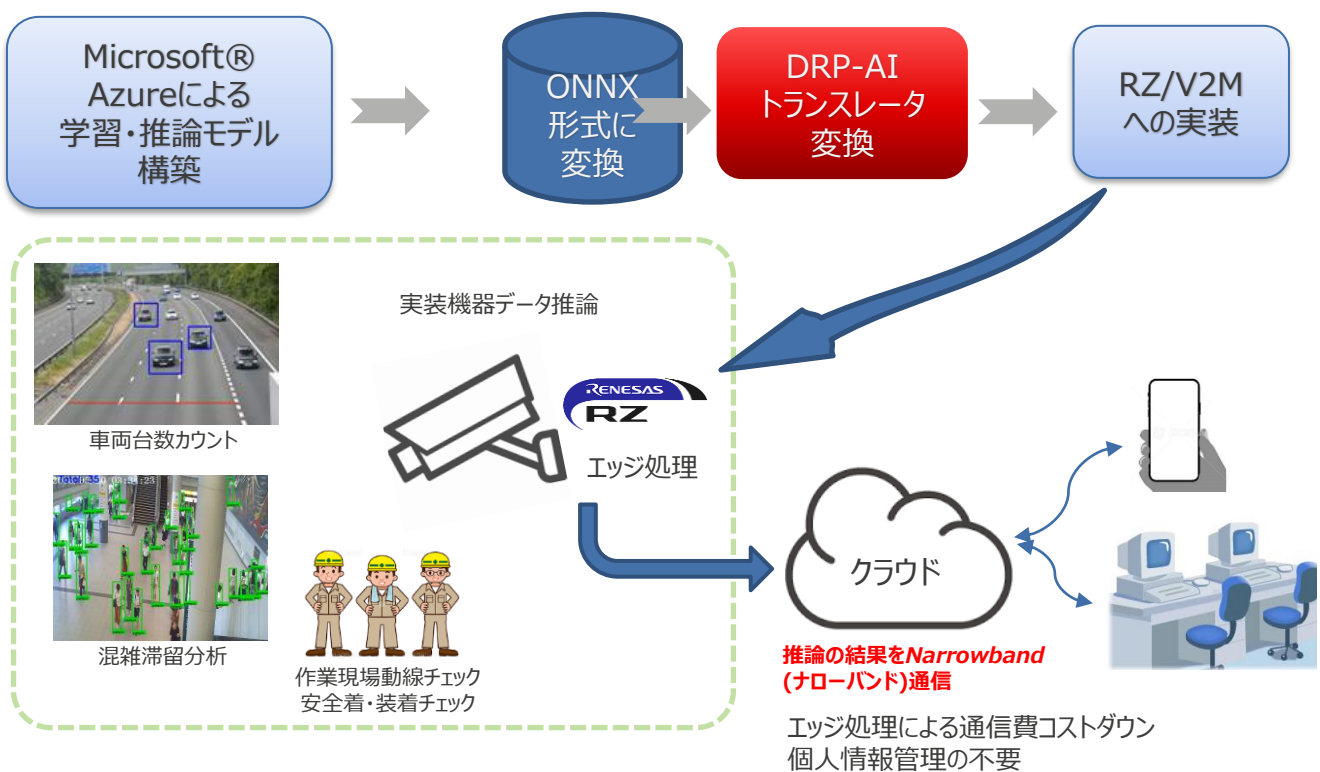 Microsoft®
Azureによる
学習・推論モデル
構築
ONNX
形式に
変換
DRP-AI
トランスレータ
変換
RZ/V2M
への実装
実装機器データ推論
車両台数カウント
RENESAS
RZ
エッジ処理
混雑滞留分析
作業現場動線チェック
安全着・装着チェック
クラウド
推論の結果をNarrowband
(ナローバンド)通信
エッジ処理による通信費コストダウン
個人情報管理の不要